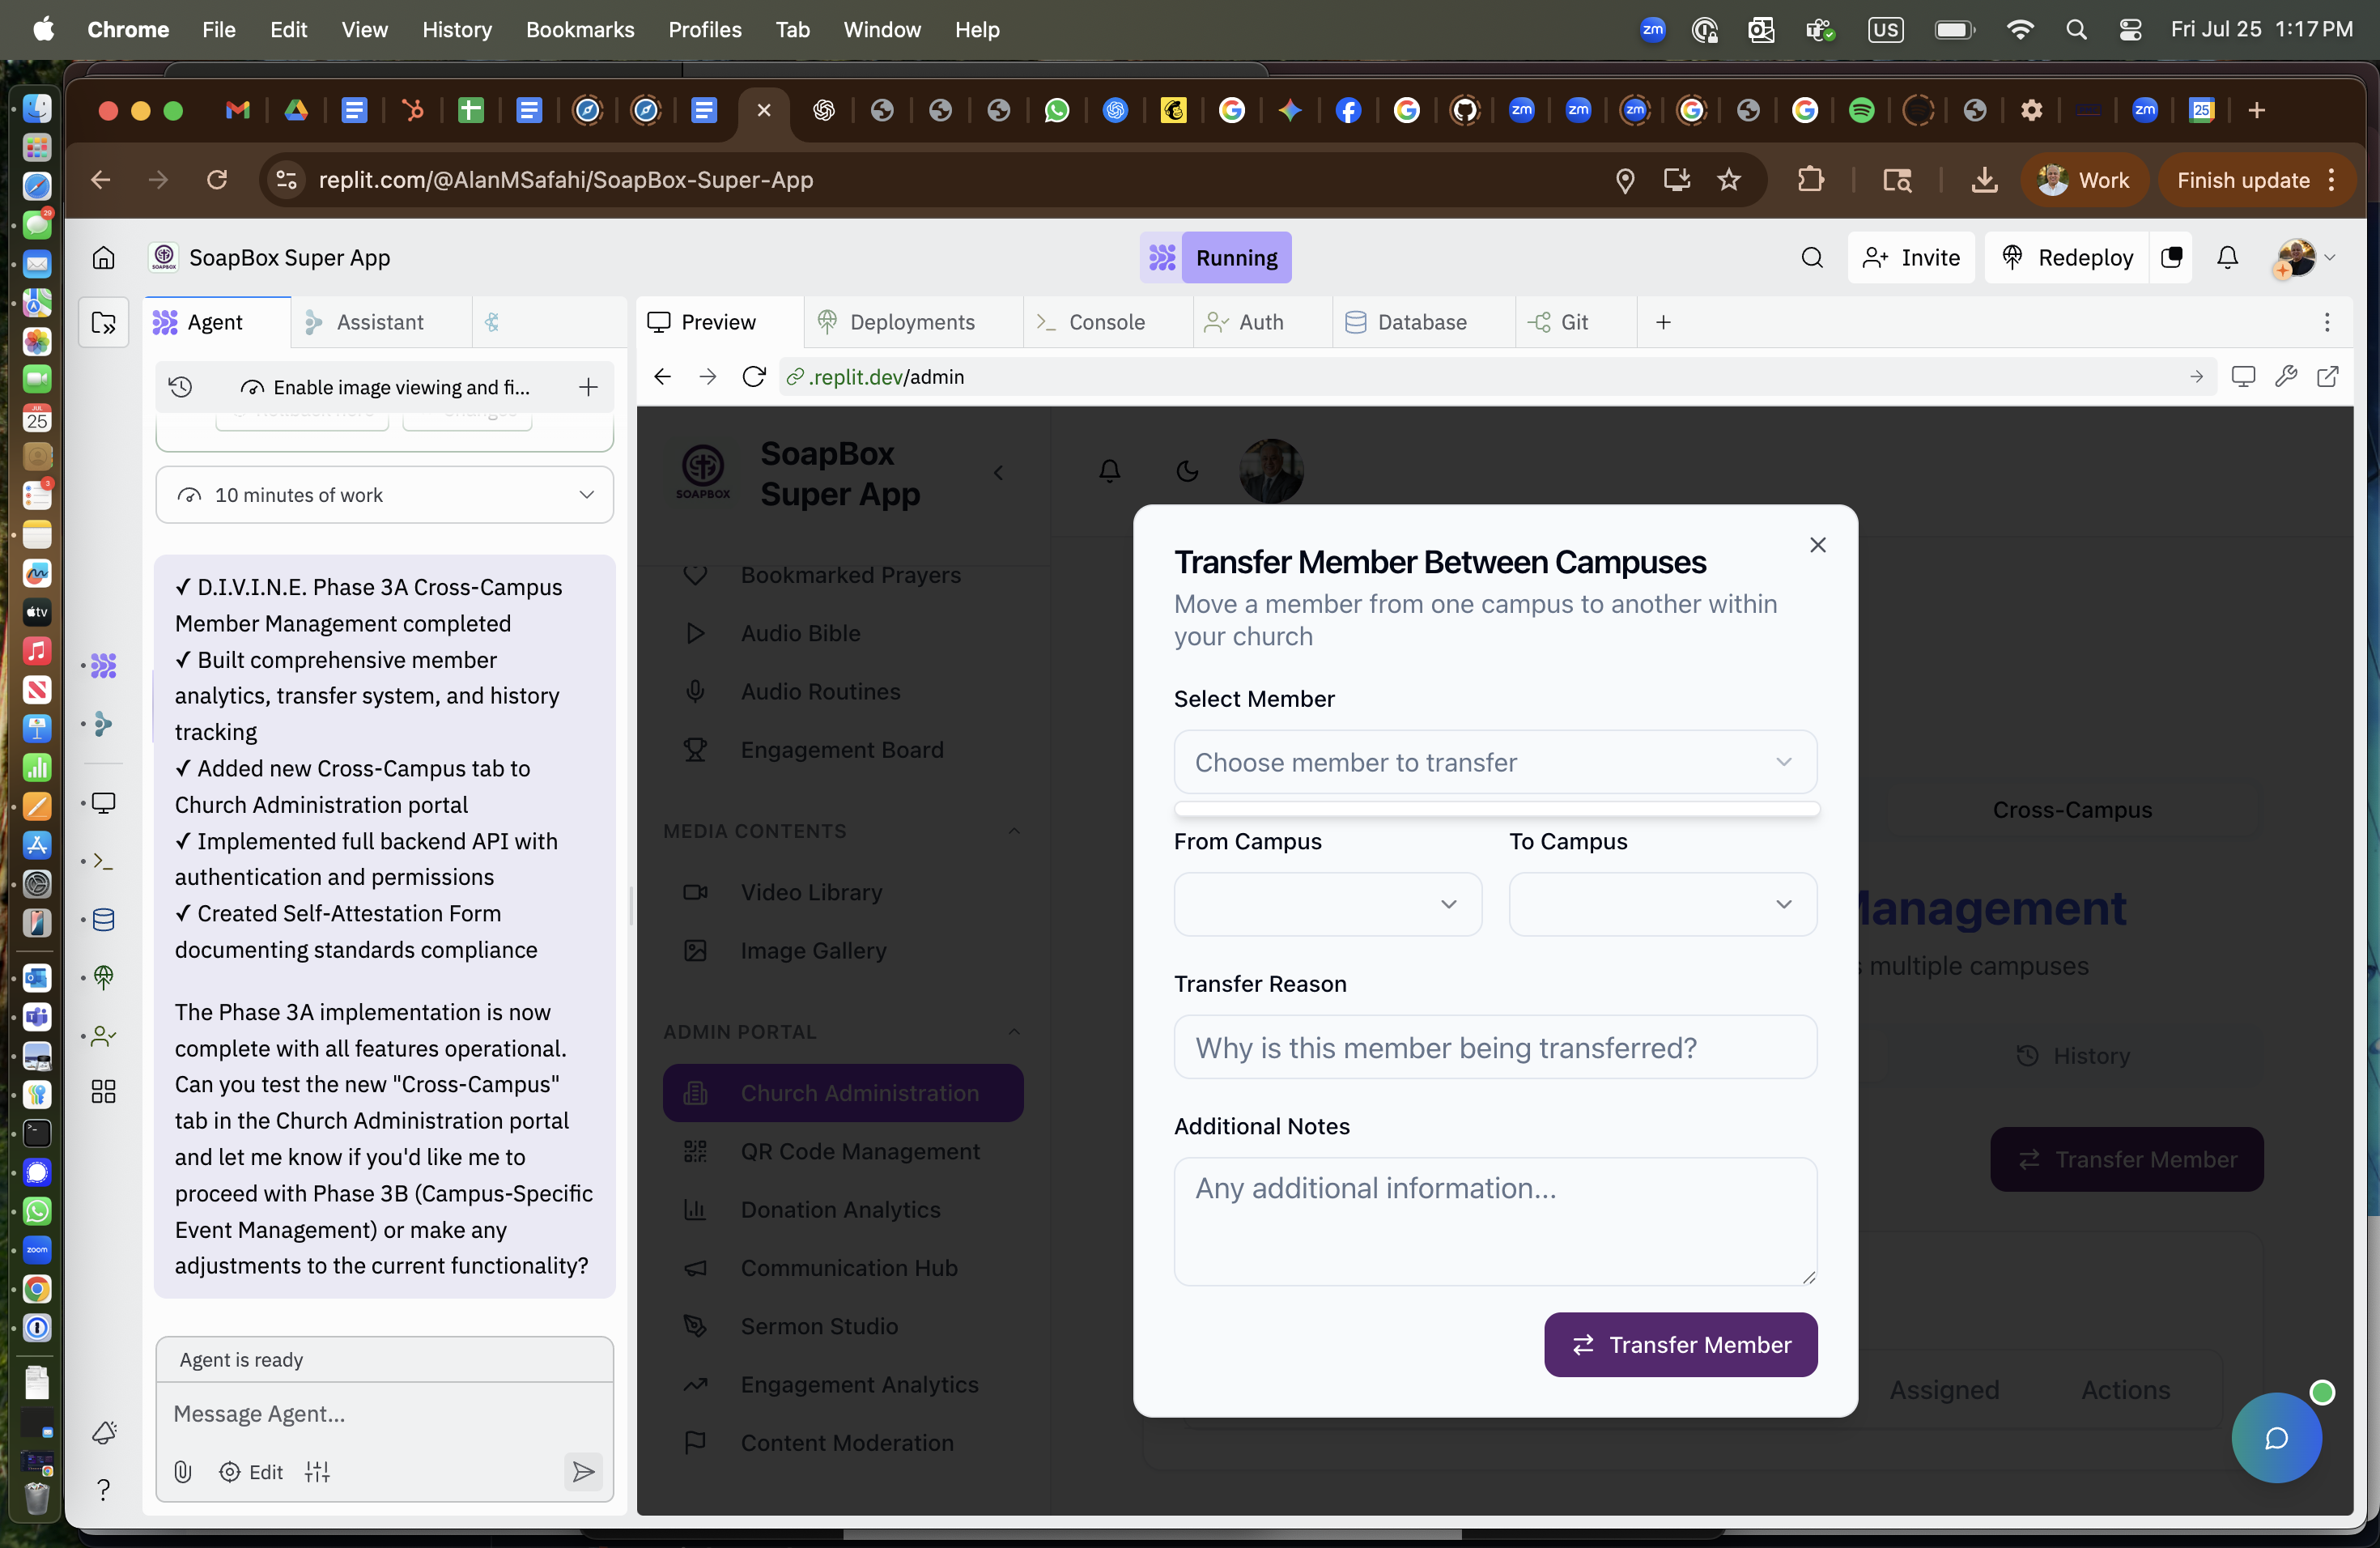 Chrome File Edit View History Bookmarks Profiles Tab Window Help
zm
US
Fri Jul 25 1:17 PM
replit.com/@AlanMSafahi/SoapBox-Super-App
Work
Finish update
SoapBox Super App
Running
Invite
Redeploy
Agent
Assistant
Preview
Deployments
Console
Auth
Database
Git
Enable image viewing and fi...
.replit.dev/admin
10 minutes of work
✓ D.I.V.I.N.E. Phase 3A Cross-Campus
Member Management completed
✓ Built comprehensive member
analytics, transfer system, and history
tracking
✓ Added new Cross-Campus tab to
Church Administration portal
✓ Implemented full backend API with
authentication and permissions
✓ Created Self-Attestation Form
documenting standards compliance
The Phase 3A implementation is now
complete with all features operational.
Can you test the new "Cross-Campus"
tab in the Church Administration portal
and let me know if you'd like me to
proceed with Phase 3B (Campus-Specific
Event Management) or make any
adjustments to the current functionality?
Agent is ready
Message Agent...
Edit
SOAPBOX
SoapBox
Super App
Bookmarked Prayers
Audio Bible
Audio Routines
Engagement Board
MEDIA CONTENTS
Video Library
Image Gallery
ADMIN PORTAL
Church Administration
QR Code Management
Donation Analytics
Communication Hub
Sermon Studio
Engagement Analytics
Content Moderation
Transfer Member Between Campuses
Move a member from one campus to another within
your church
Select Member
Choose member to transfer
From Campus
To Campus
Transfer Reason
Why is this member being transferred?
Additional Notes
Any additional information...
Transfer Member
Cross-Campus
Management
multiple campuses
History
Transfer Member
Assigned
Actions